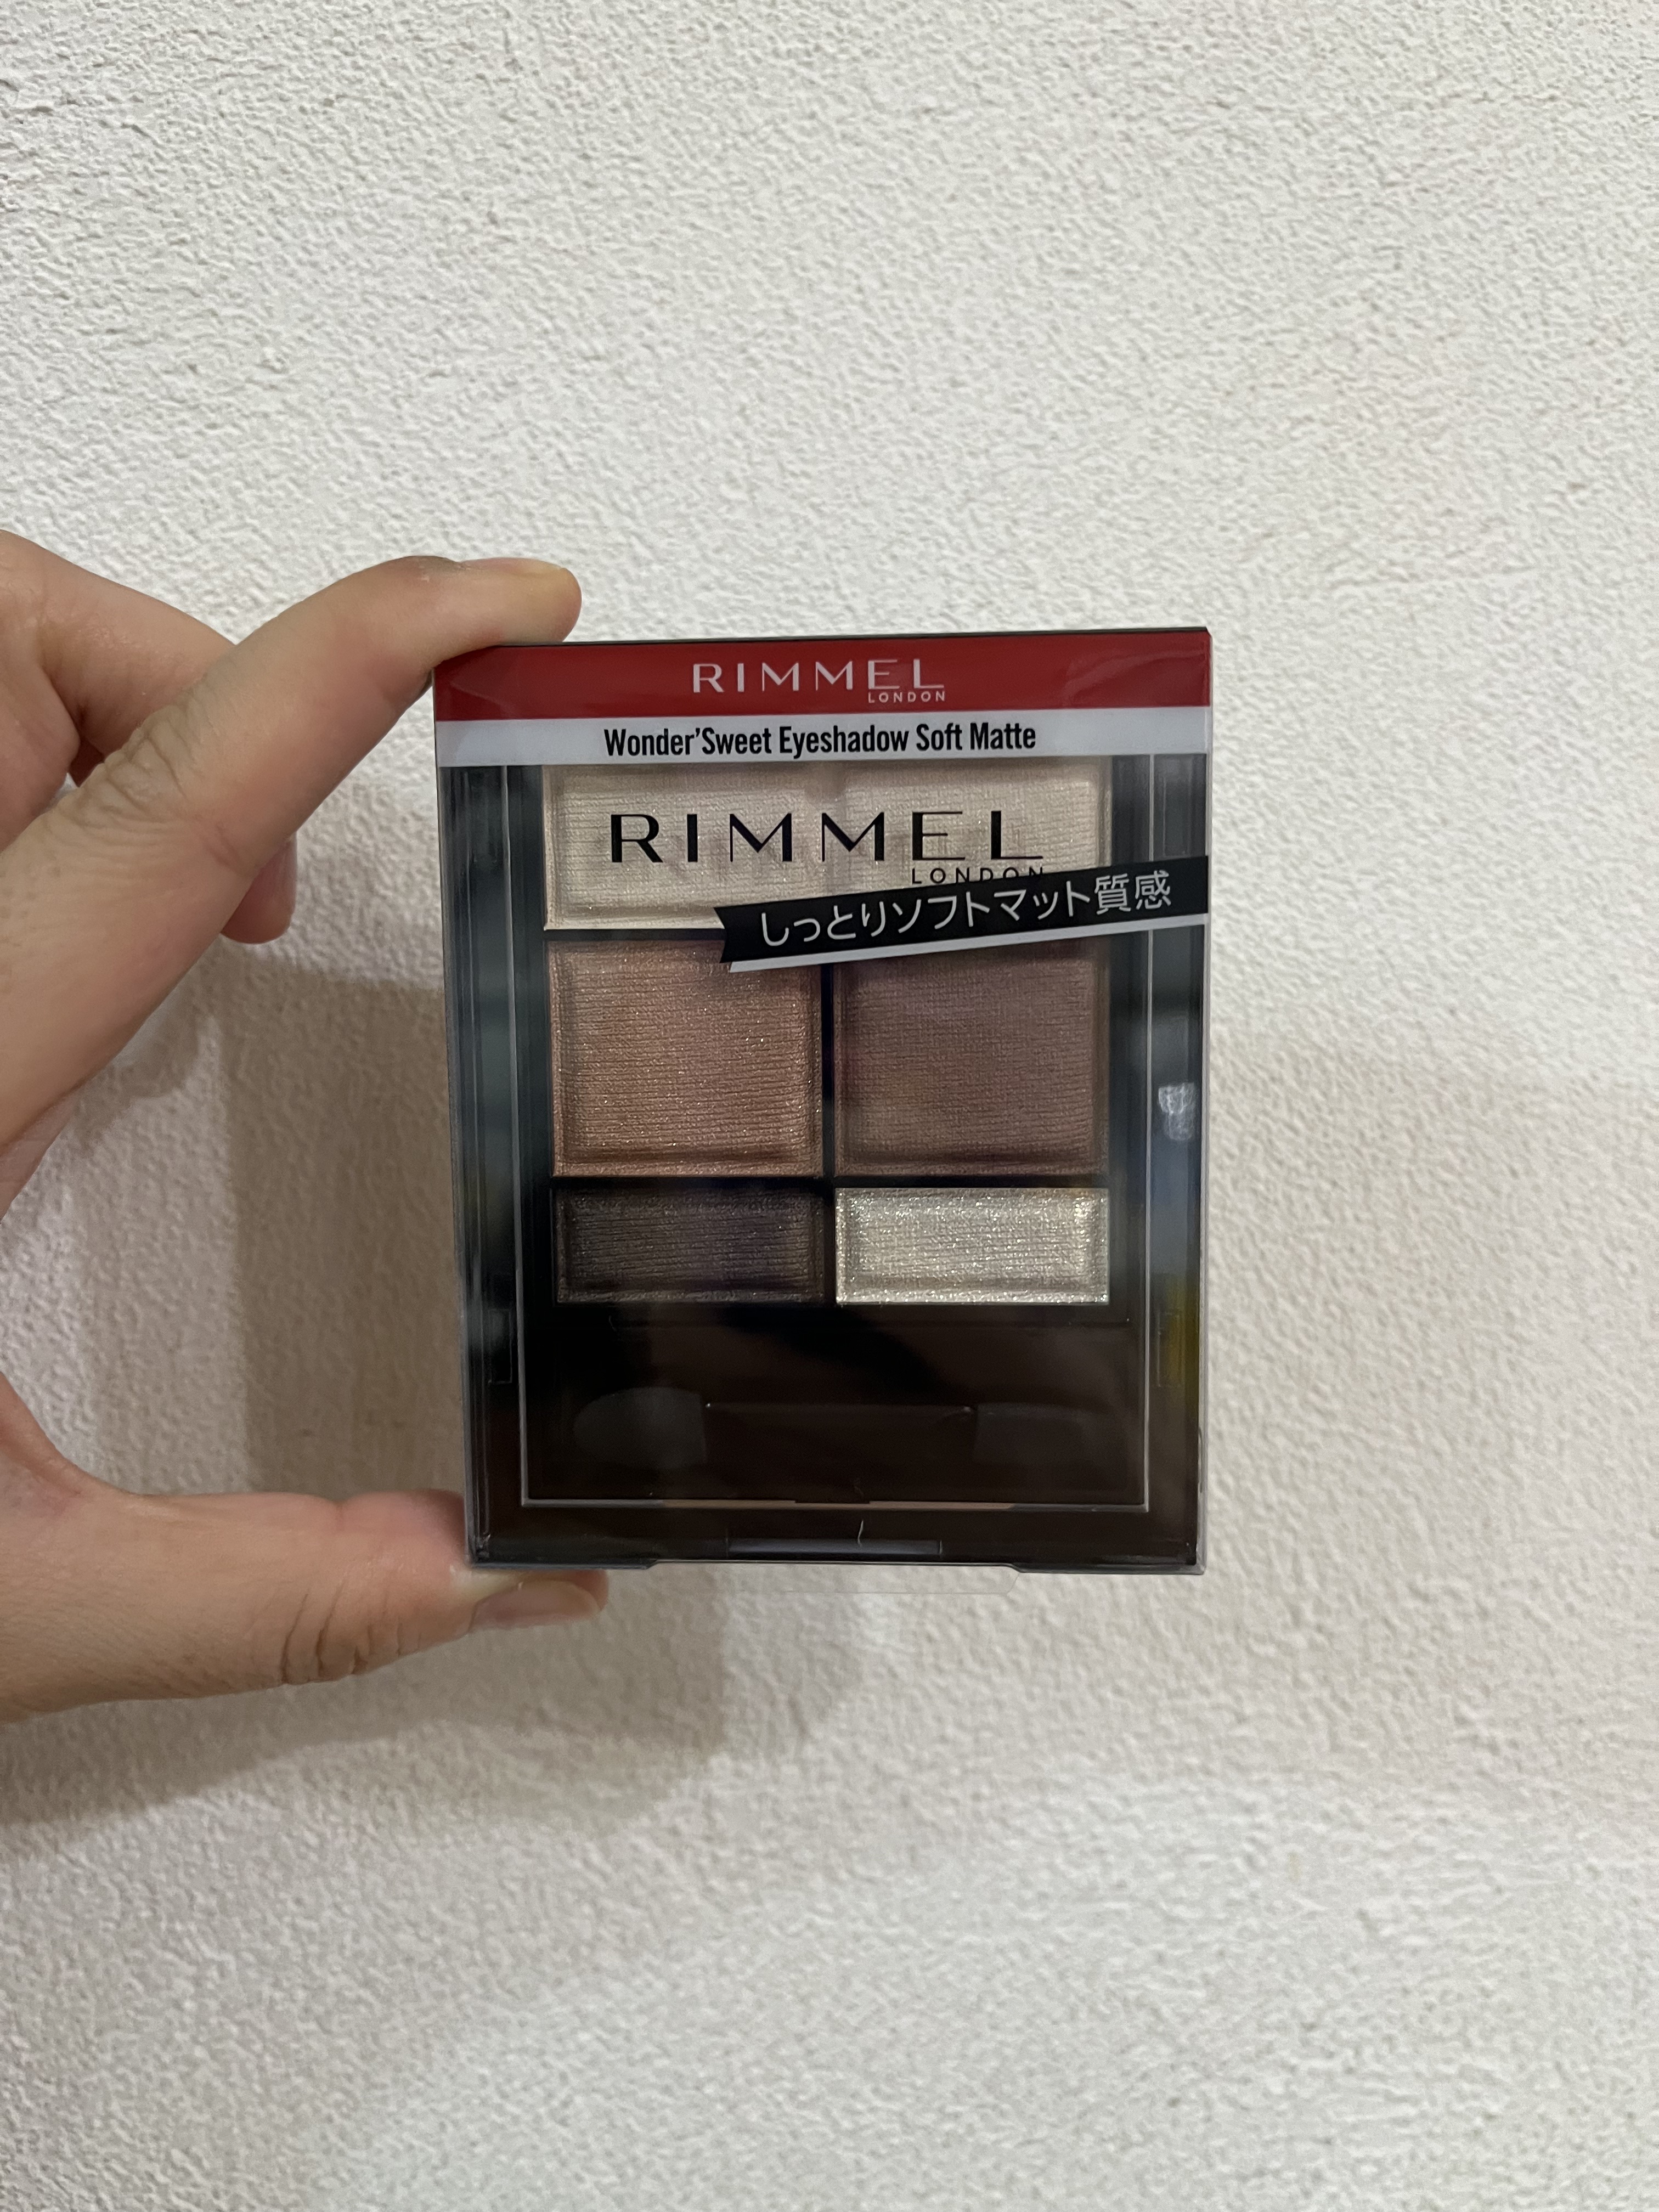 RIMMEL
LONDON
Wonder'Sweet Eyeshadow Soft Matte
RIMMEL
LONDON
しっとりソフトマット質感